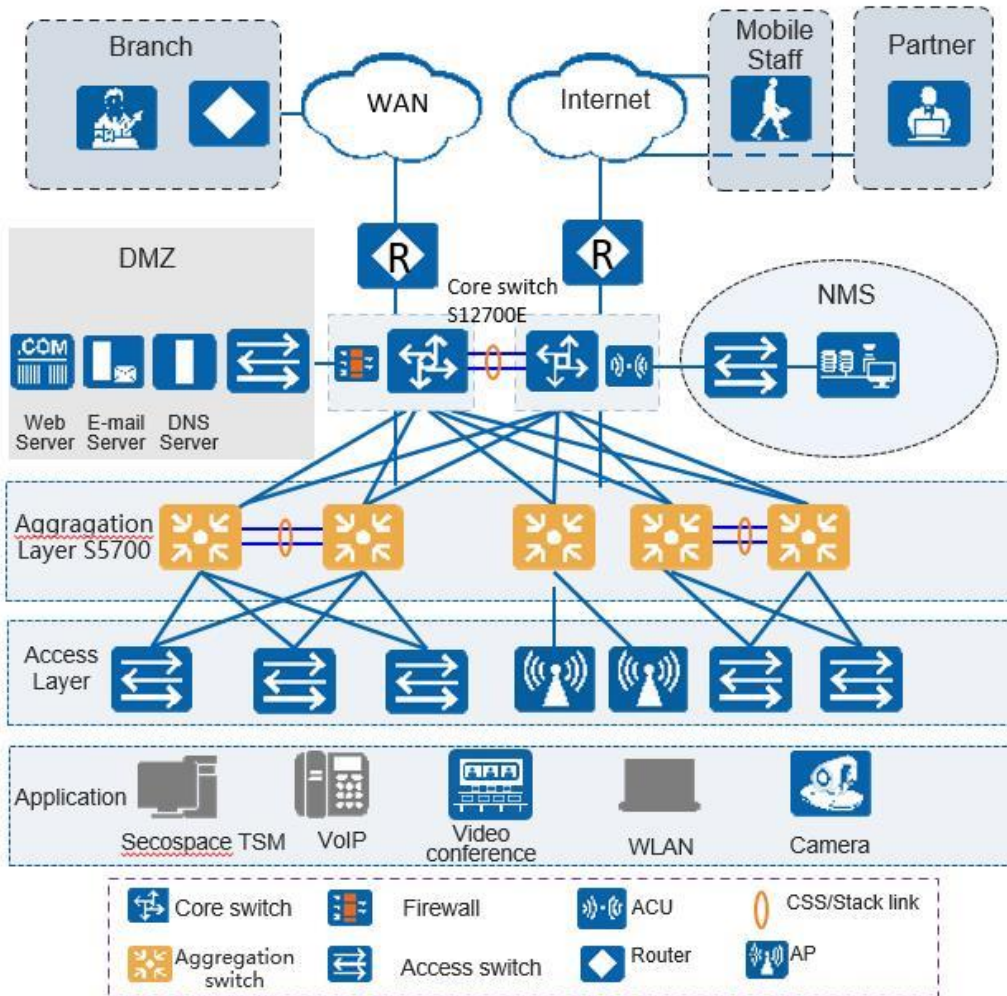 Branch
WAN
Internet
Mobile
Staff
Partner
R
R
DMZ
Core switch
S12700E
NMS
.COM
Web
Server
E-mail
Server
DNS
Server
Aggragation
Layer S5700
Access
Layer
Application
Secospace TSM
VoIP
Video
conference
WLAN
Camera
Core switch
Firewall
ACU
CSS/Stack link
Aggregation
switch
Access switch
Router
AP